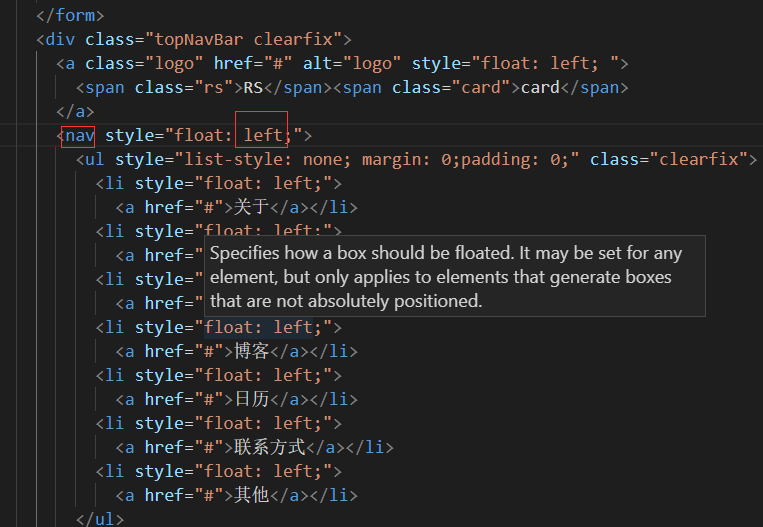 </form>
<div class="topNavBar clearfix">
<a class="logo" href="#" alt="logo" style="float: left; ">
<span class="rs">RS</span><span class="card">card</span>
</a>
<nav style="float: left;">
<ul style="list-style: none; margin: 0;padding: 0;" class="clearfix">
<li style="float: left;">
<a href="#">关于</a></li>
<li style="float: left;">
<a href="#
Specifies how a box should be floated. It may be set for any
<li style="
element, but only applies to elements that generate boxes
<a href="#
that are not absolutely positioned.
<li style="float: left;">
<a href="#">博客</a></li>
<li style="float: left;">
<a href="#">日历</a></li>
<li style="float: left;">
<a href="#">联系方式</a></li>
<li style="float: left;">
<a href="#">其他</a></li>
</ul>